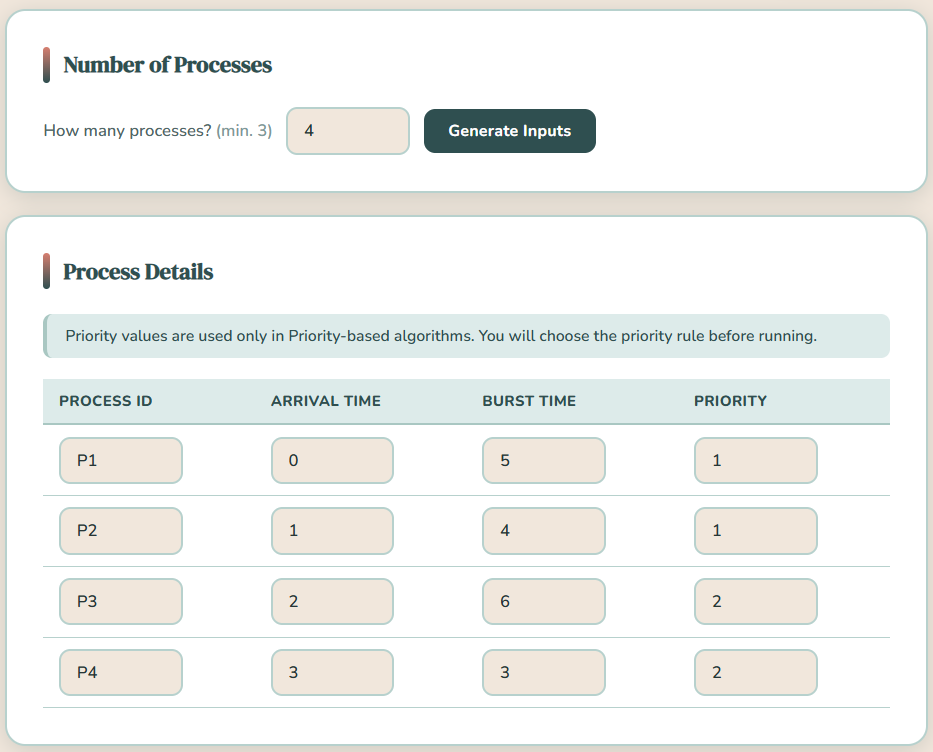 Number of Processes
How many processes? (min. 3) 4 Generate Inputs
Process Details
Priority values are used only in Priority-based algorithms. You will choose the priority rule before running.
PROCESS ID ARRIVAL TIME BURST TIME PRIORITY
P1 0 5 1
P2 1 4 1
P3 2 6 2
P4 3 3 2